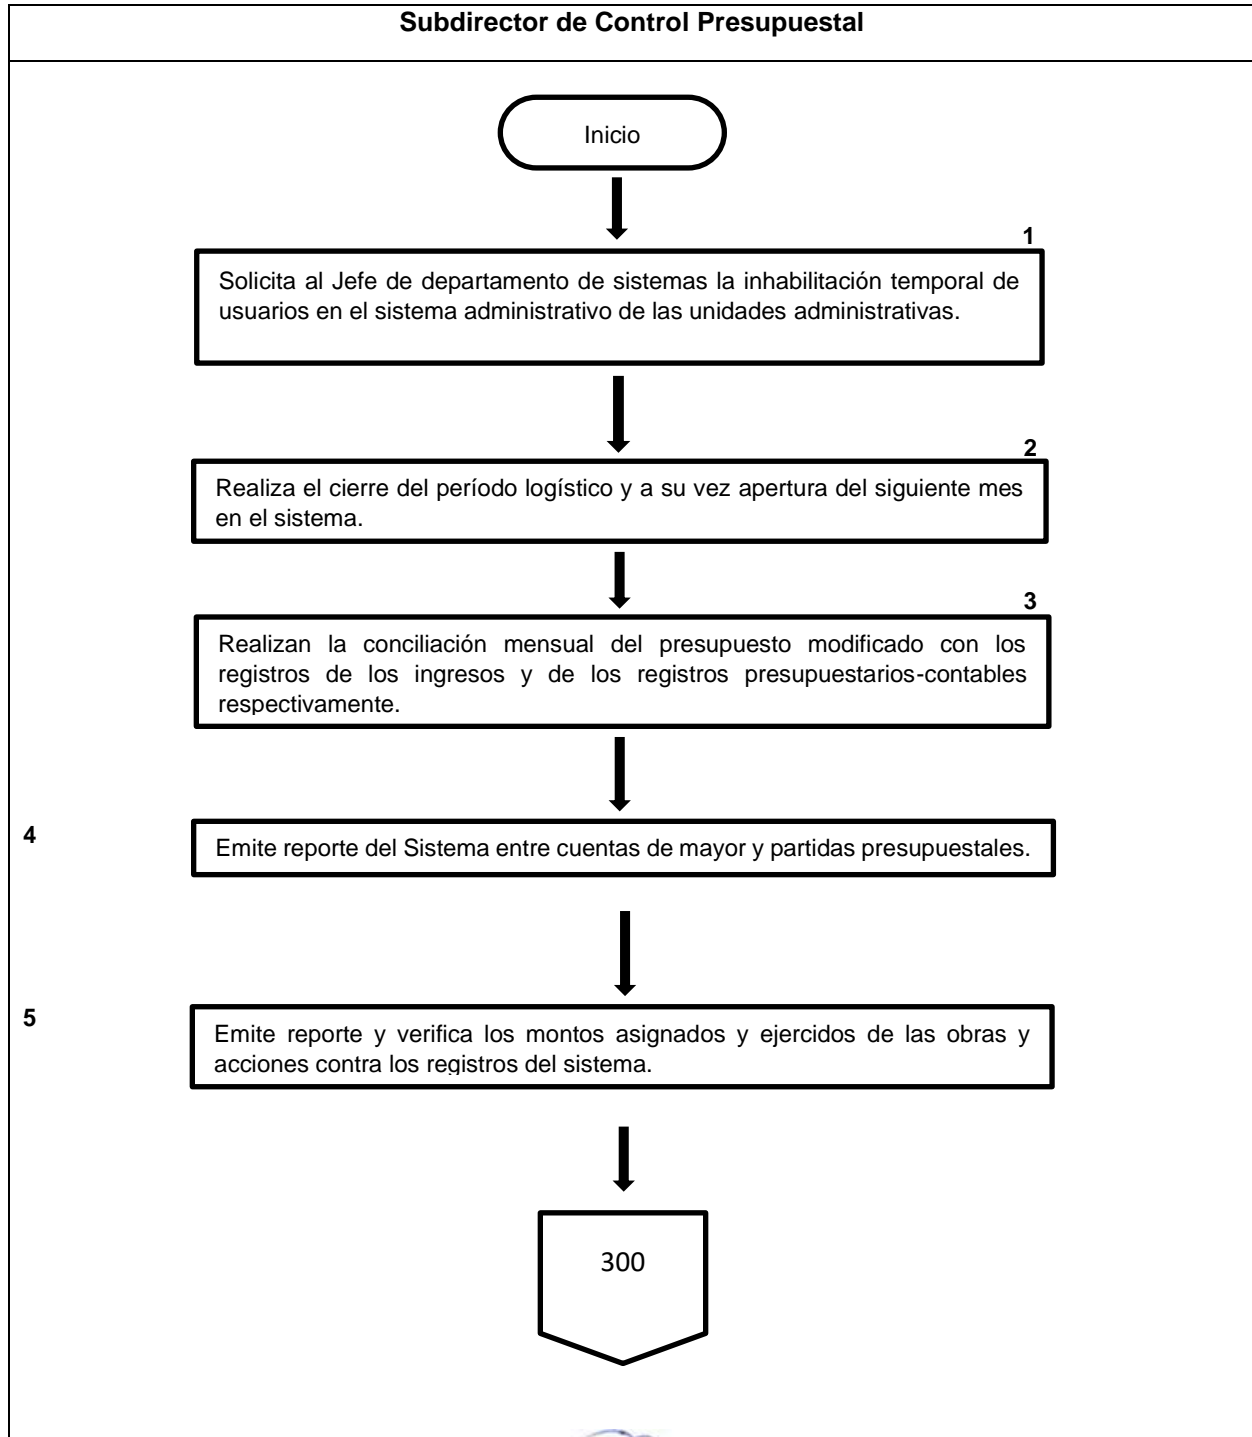 Subdirector de Control Presupuestal
Inicio
1
Solicita al Jefe de departamento de sistemas la inhabilitación temporal de
usuarios en el sistema administrativo de las unidades administrativas.
2
Realiza el cierre del período logístico y a su vez apertura del siguiente mes
en el sistema.
3
Realizan la conciliación mensual del presupuesto modificado con los
registros de los ingresos y de los registros presupuestarios-contables
respectivamente.
4
Emite reporte del Sistema entre cuentas de mayor y partidas presupuestales.
5
Emite reporte y verifica los montos asignados y ejercidos de las obras y
acciones contra los registros del sistema.
300